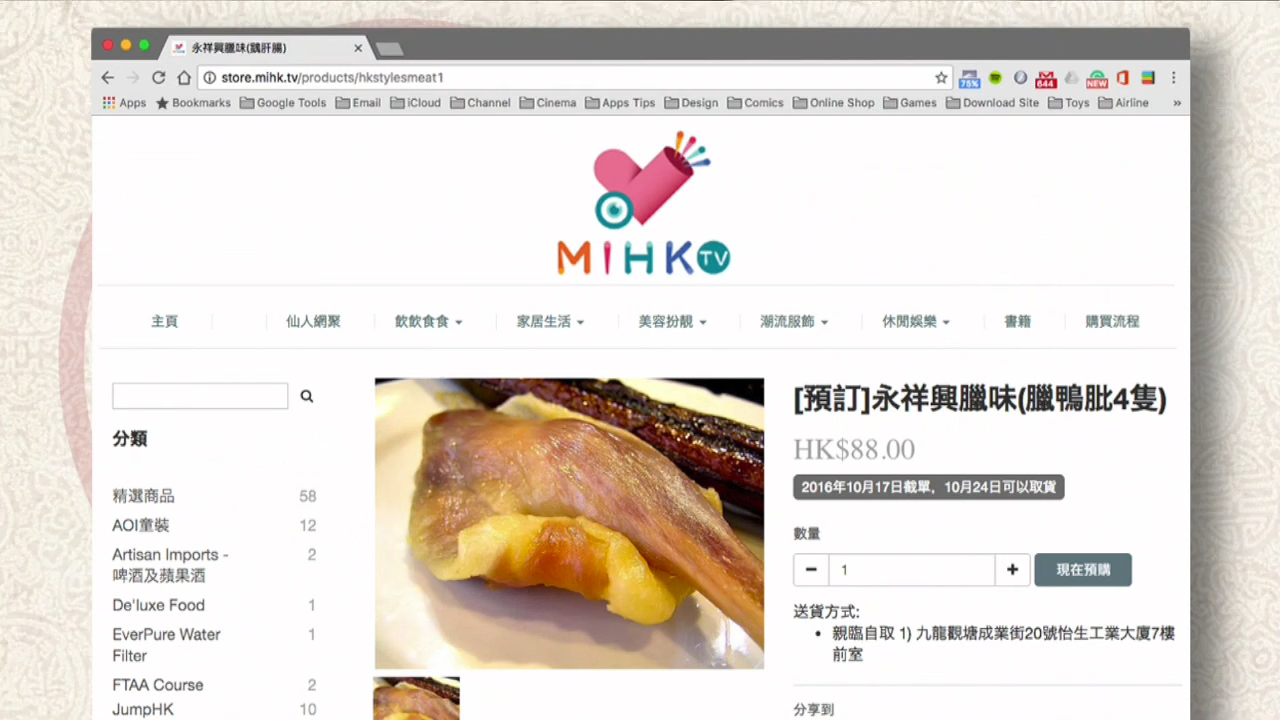 永祥興臘味(鵝肝腸)
store.mihk.tv/products/hkstylesmeat1
75%
644
NEW
Apps
Bookmarks
Google Tools
Email
iCloud
Channel
Cinema
Apps Tips
Design
Comics
Online Shop
Games
Download Site
Toys
Airline
»
MIHK TV
主頁
仙人網聚
飲飲食食
家居生活
美容扮靚
潮流服飾
休閒娛樂
書籍
購買流程
分類
精選商品 58
AOI童裝 12
Artisan Imports - 2
啤酒及蘋果酒
De'luxe Food 1
EverPure Water 1
Filter
FTAA Course 2
JumpHK 10
[預訂]永祥興臘味(臘鴨肶4隻)
HK$88.00
2016年10月17日截單，10月24日可以取貨
數量
1
現在預購
送貨方式:
• 親臨自取 1) 九龍觀塘成業街20號怡生工業大廈7樓
前室
分享到